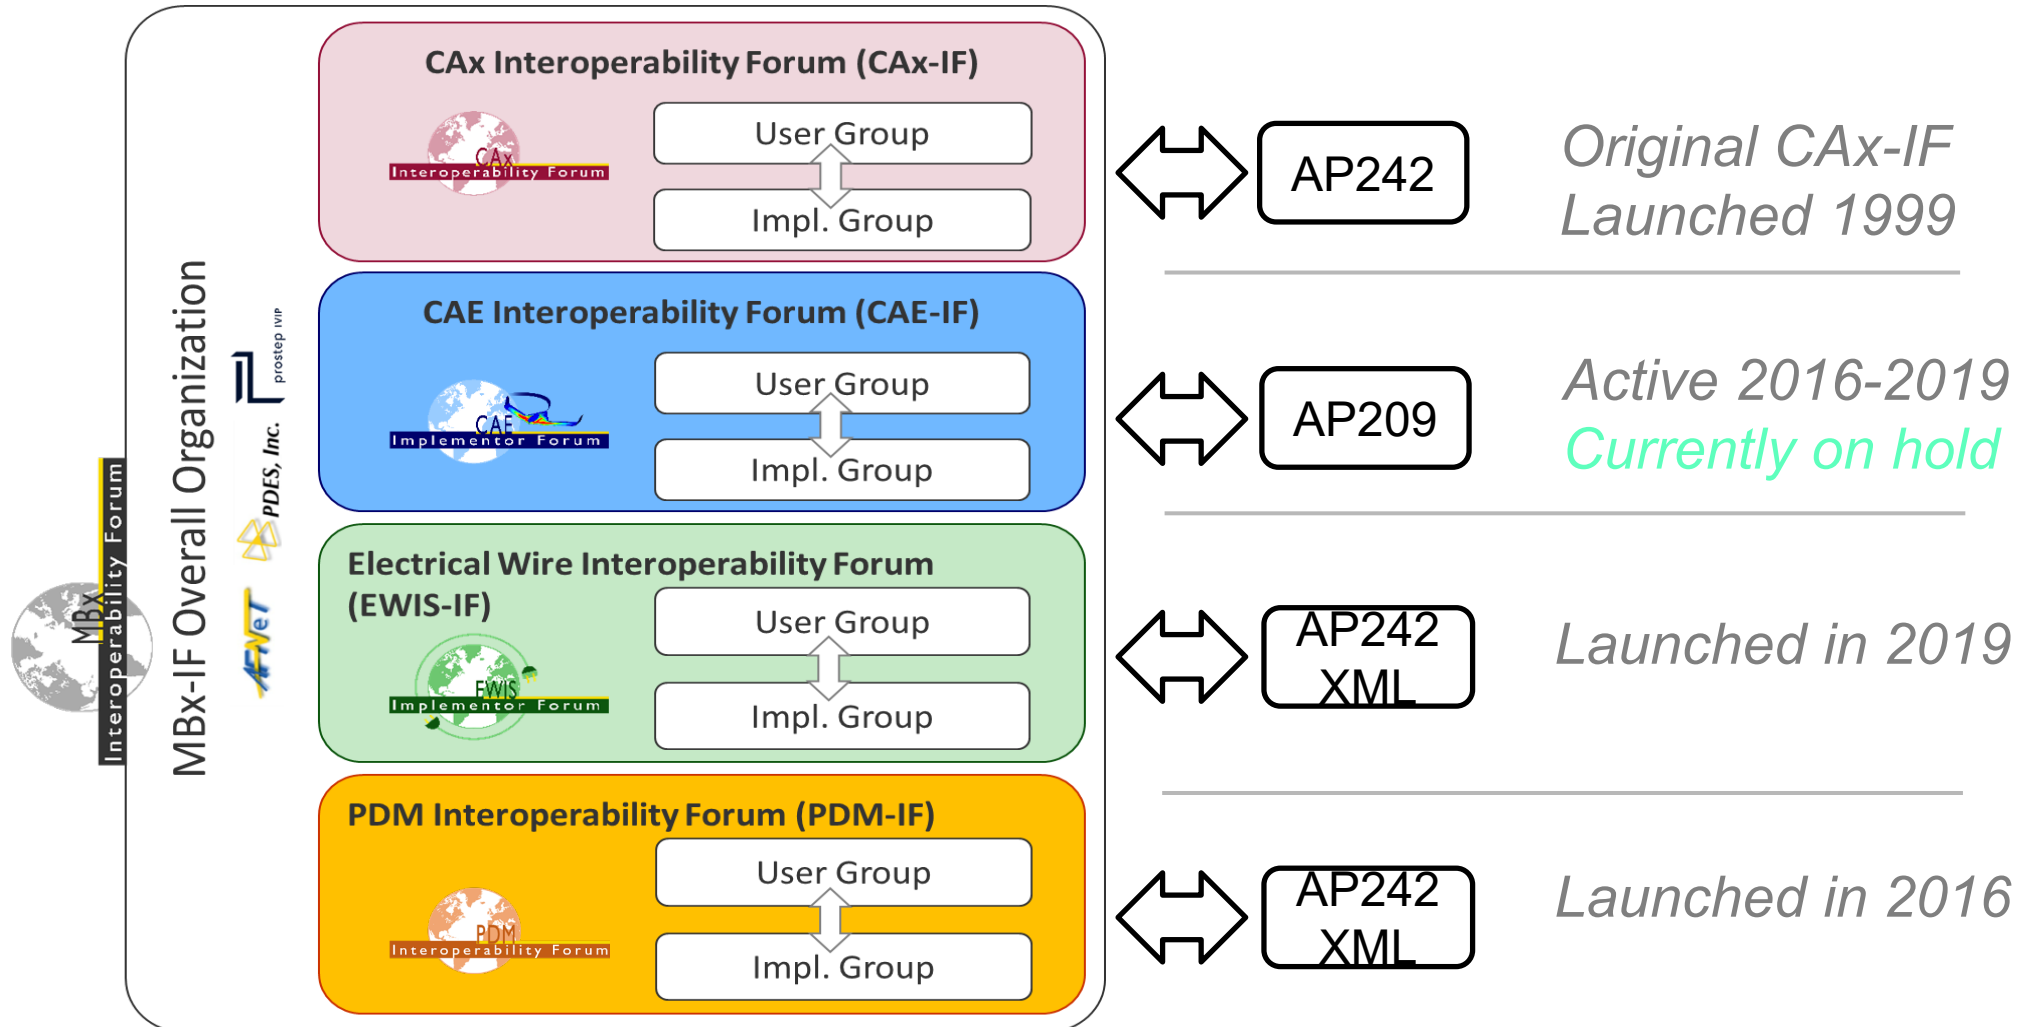 MBx
Interoperability Forum
MBx-IF Overall Organization
prostep IVIP
PDES, Inc.
AFNeT
CAx Interoperability Forum (CAx-IF)
CAx
Interoperability Forum
User Group
Impl. Group
AP242
Original CAx-IF
Launched 1999
CAE Interoperability Forum (CAE-IF)
CAE
Implementor Forum
User Group
Impl. Group
AP209
Active 2016-2019
Currently on hold
Electrical Wire Interoperability Forum
(EWIS-IF)
EWIS
Implementor Forum
User Group
Impl. Group
AP242
XML
Launched in 2019
PDM Interoperability Forum (PDM-IF)
PDM
Interoperability Forum
User Group
Impl. Group
AP242
XML
Launched in 2016